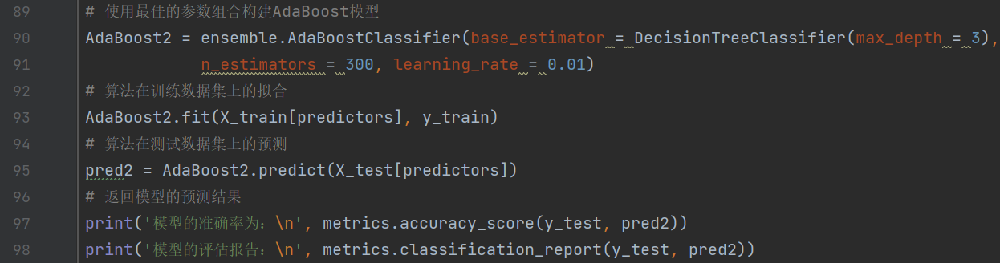 89 # 使用最佳的参数组合构建AdaBoost模型
90 AdaBoost2 = ensemble.AdaBoostClassifier(base_estimator = DecisionTreeClassifier(max_depth = 3),
91 n_estimators = 300, learning_rate = 0.01)
92 # 算法在训练数据集上的拟合
93 AdaBoost2.fit(X_train[predictors], y_train)
94 # 算法在测试数据集上的预测
95 pred2 = AdaBoost2.predict(X_test[predictors])
96 # 返回模型的预测结果
97 print('模型的准确率为：\n', metrics.accuracy_score(y_test, pred2))
98 print('模型的评估报告：\n', metrics.classification_report(y_test, pred2))